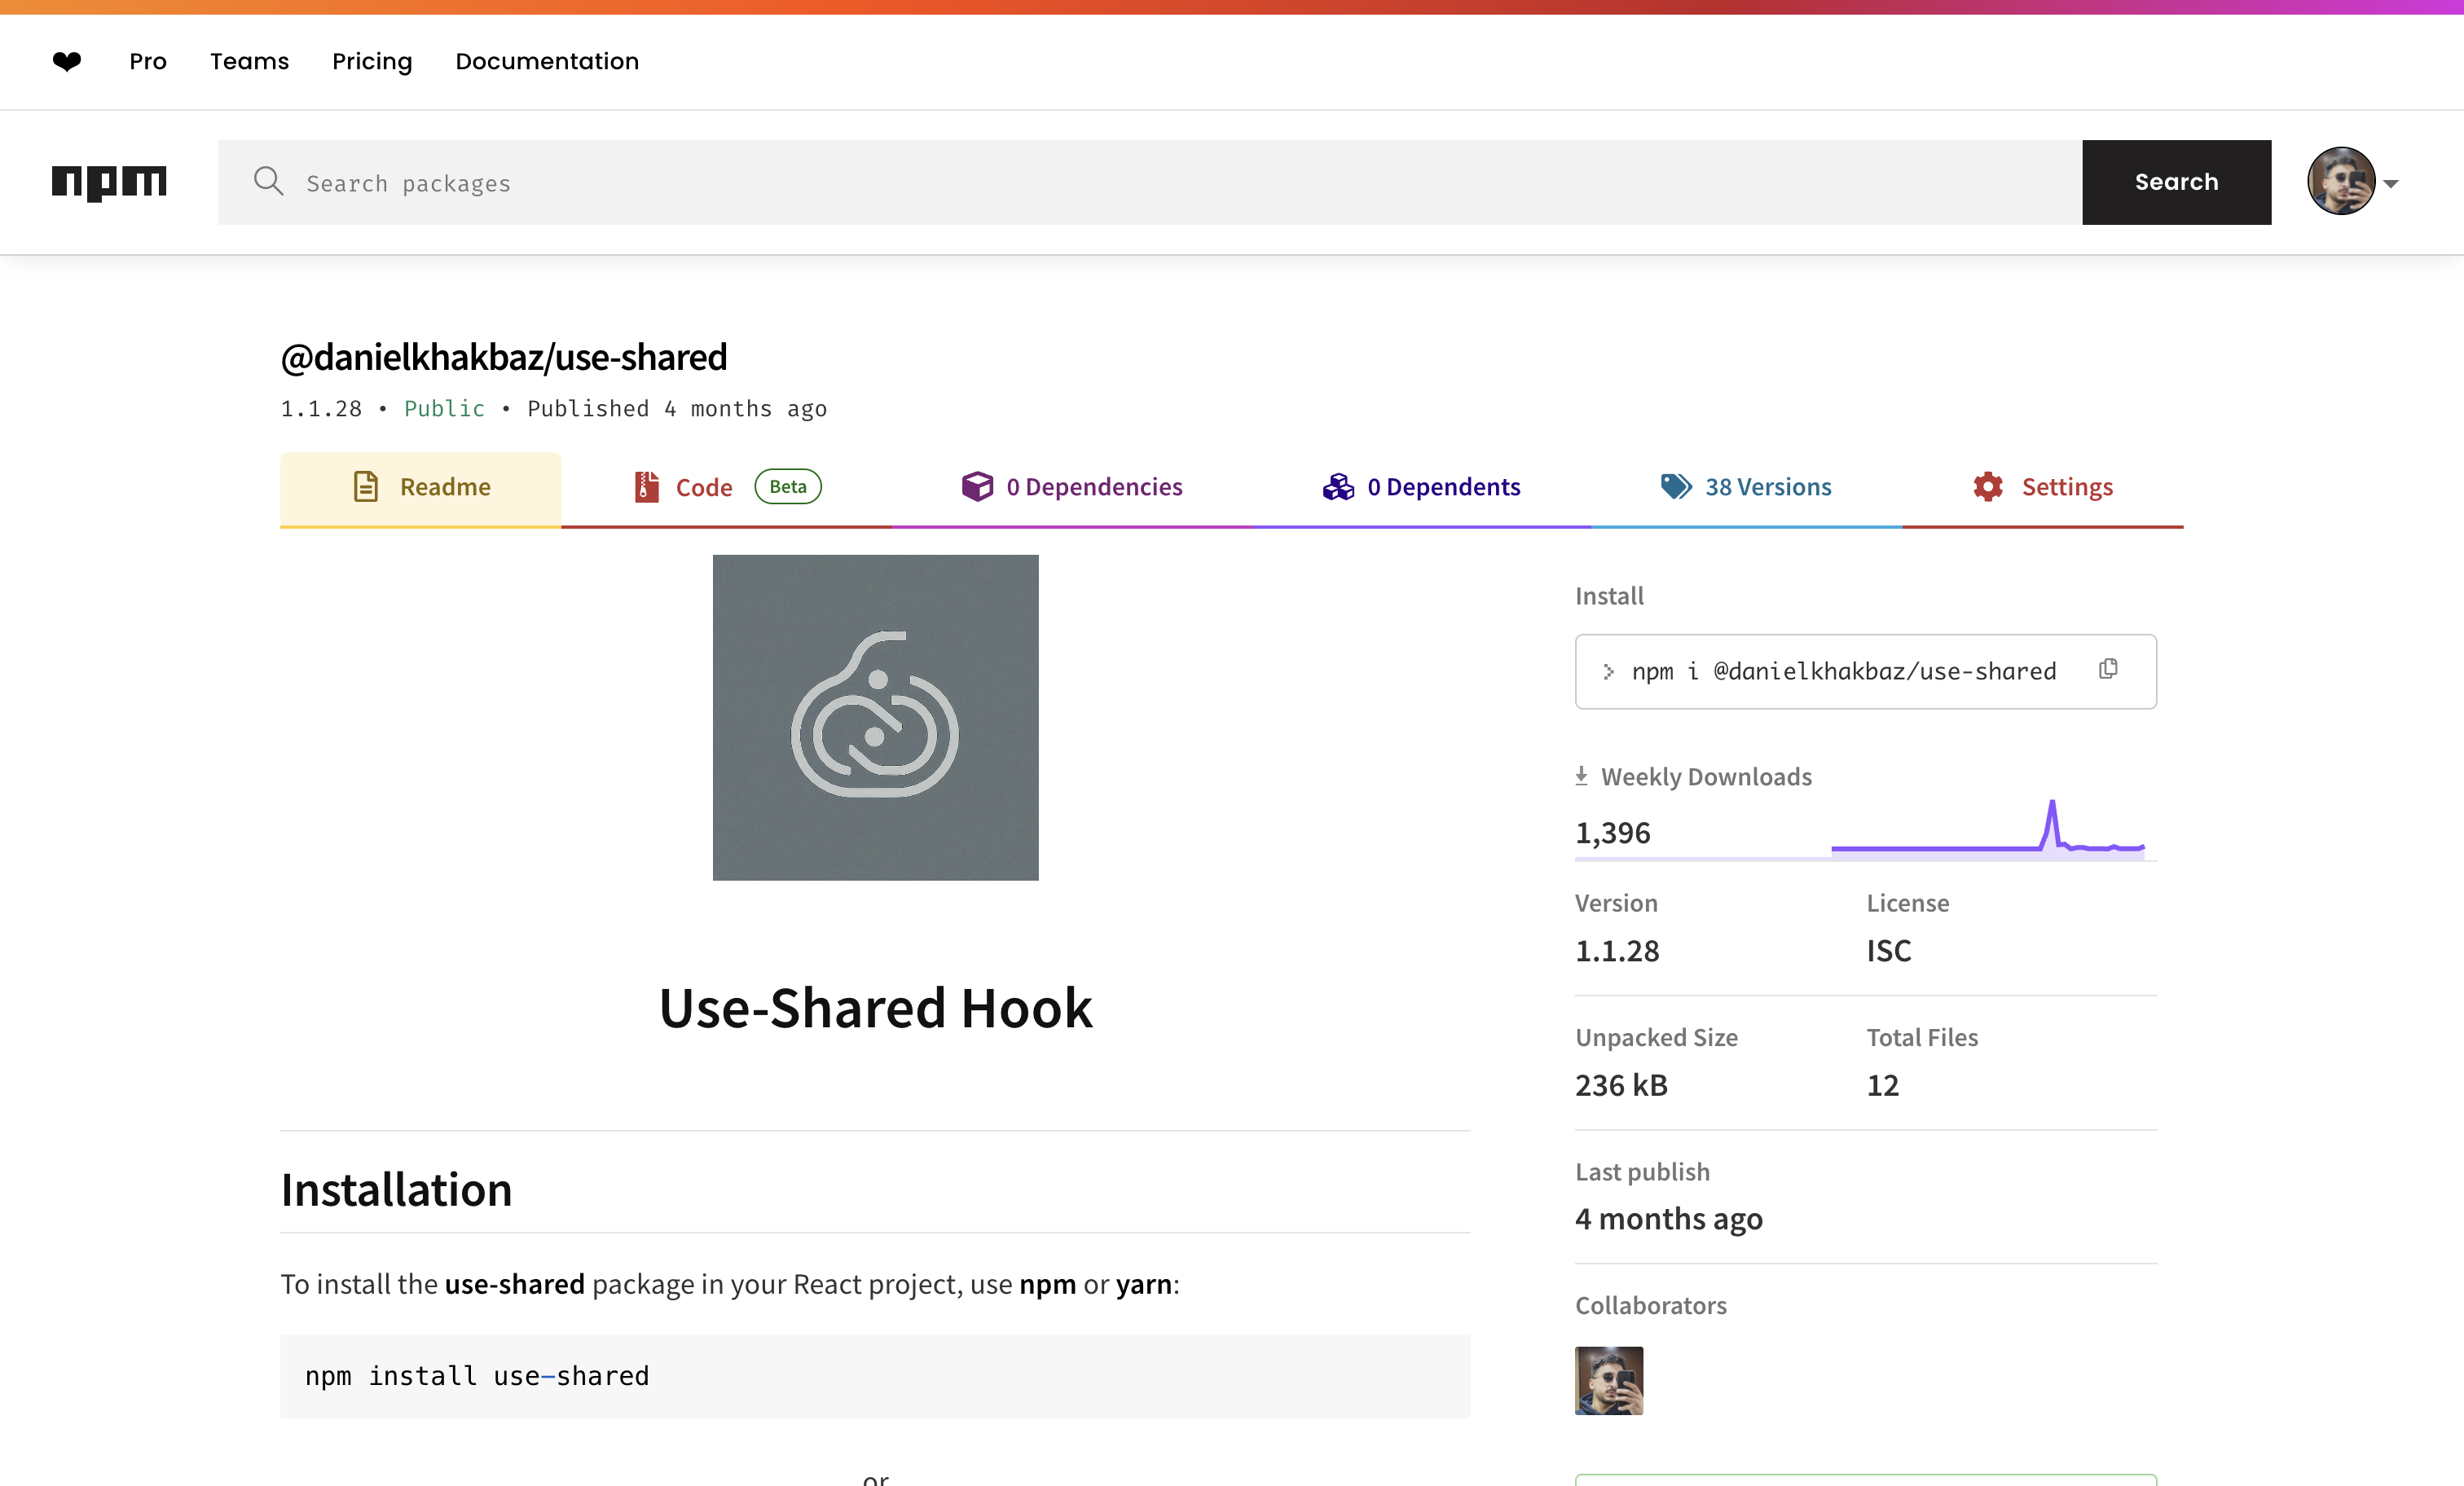 ❤ Pro Teams Pricing Documentation
npm Search packages Search
@danielkhakbaz/use-shared
1.1.28 • Public • Published 4 months ago
Readme Code Beta 0 Dependencies 0 Dependents 38 Versions Settings
Use-Shared Hook
Installation
To install the use-shared package in your React project, use npm or yarn:
npm install use-shared
or
Install
npm i @danielkhakbaz/use-shared
Weekly Downloads
1,396
Version License
1.1.28 ISC
Unpacked Size Total Files
236 kB 12
Last publish
4 months ago
Collaborators